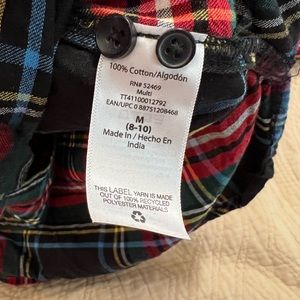 100% Cotton/Algodón
RN# 52469
Multi
TT41100012792
EAN/UPC 0 88751208468
M
(8-10)
Made In / Hecho En
India
THIS LABEL YARN IS MADE
OUT OF 100% RECYCLED
POLYESTER MATERIALS